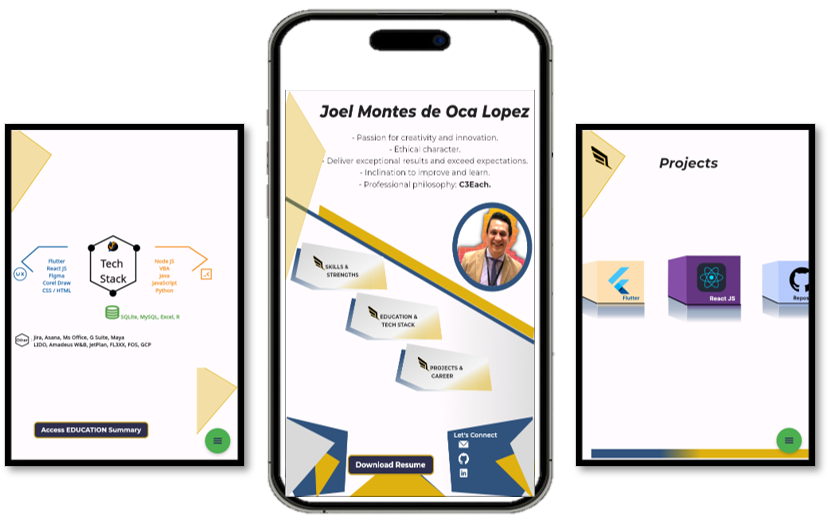 UX
Flutter
React JS
Figma
Corel Draw
CSS / HTML
Tech
Stack
Node JS
VBA
Java
JavaScript
Python
SQLite, MySQL, Excel, R
Other
Jira, Asana, Ms Office, G Suite, Maya
LIDO, Amadeus W&B, JetPlan, FL3XX, FOS, GCP
Access EDUCATION Summary
Joel Montes de Oca Lopez
- Passion for creativity and innovation.
- Ethical character.
- Deliver exceptional results and exceed expectations.
- Inclination to improve and learn.
- Professional philosophy: C3Each.
SKILLS &
STRENGTHS
EDUCATION &
TECH STACK
PROJECTS &
CAREER
Let's Connect
in
Download Resume
Projects
Flutter
React JS
Repos